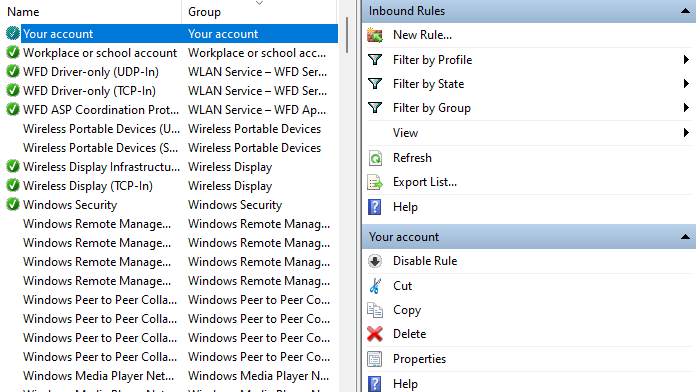 Name Group
Your account Your account
Workplace or school account Workplace or school acc...
WFD Driver-only (UDP-In) WLAN Service – WFD Ser...
WFD Driver-only (TCP-In) WLAN Service – WFD Ser...
WFD ASP Coordination Prot... WLAN Service – WFD Ap...
Wireless Portable Devices (U... Wireless Portable Devices
Wireless Portable Devices (S... Wireless Portable Devices
Wireless Display Infrastructu... Wireless Display
Wireless Display (TCP-In) Wireless Display
Windows Security Windows Security
Windows Remote Manage... Windows Remote Manag...
Windows Remote Manage... Windows Remote Manag...
Windows Remote Manage... Windows Remote Manag...
Windows Remote Manage... Windows Remote Manag...
Windows Peer to Peer Colla... Windows Peer to Peer Co...
Windows Peer to Peer Colla... Windows Peer to Peer Co...
Windows Peer to Peer Colla... Windows Peer to Peer Co...
Windows Peer to Peer Colla... Windows Peer to Peer Co...
Windows Media Player Net... Windows Media Player N...
Inbound Rules
New Rule...
Filter by Profile
Filter by State
Filter by Group
View
Refresh
Export List...
Help
Your account
Disable Rule
Cut
Copy
Delete
Properties
Help